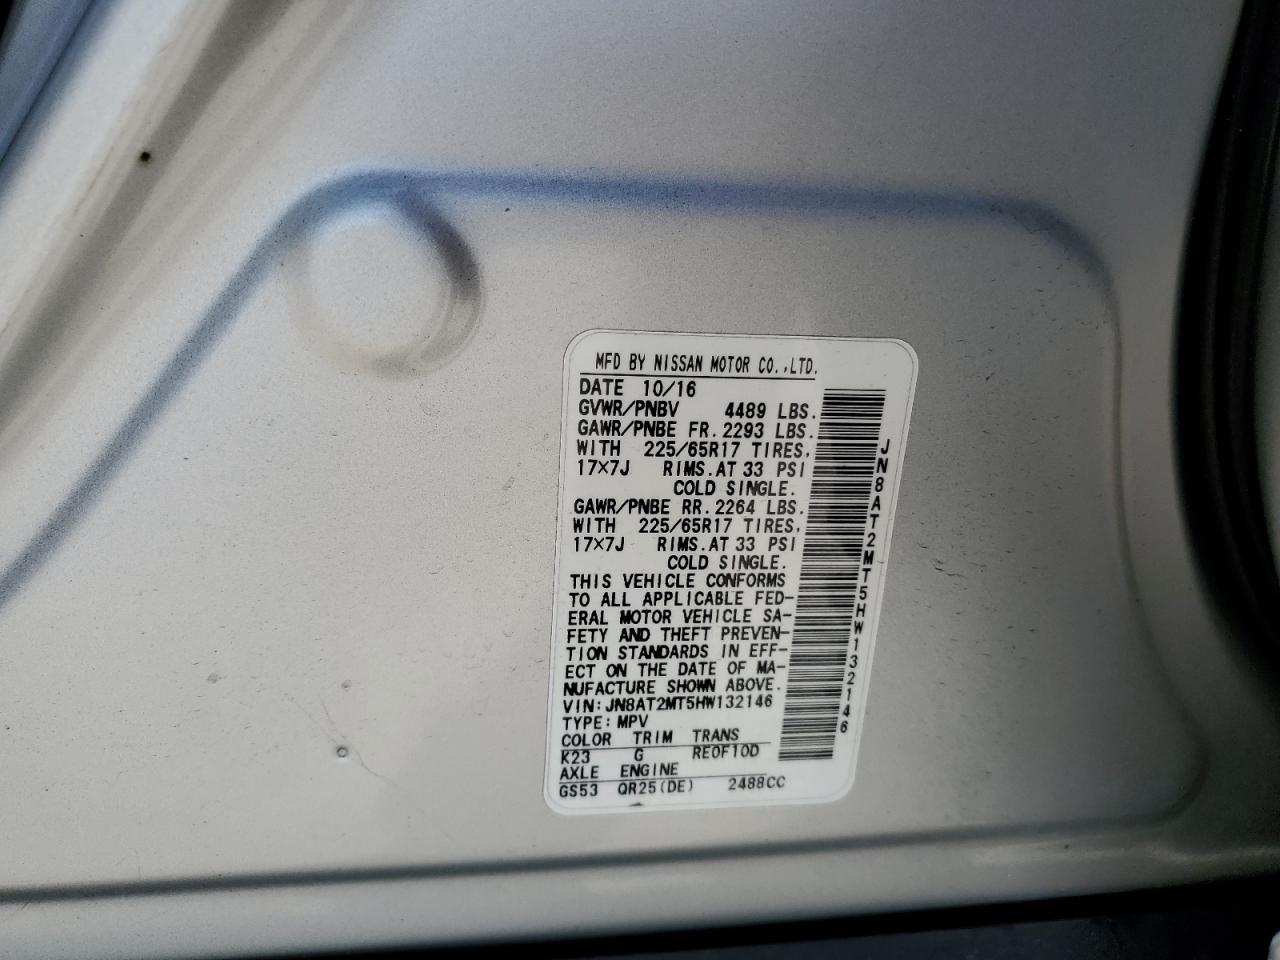 MFD BY NISSAN MOTOR CO.,LTD.
DATE 10/16
GVWR/PNBV 4489 LBS.
GAWR/PNBE FR. 2293 LBS.
WITH 225/65R17 TIRES,
17×7J RIMS.AT 33 PSI
COLD SINGLE.
GAWR/PNBE RR. 2264 LBS.
WITH 225/65R17 TIRES,
17×7J RIMS.AT 33 PSI
COLD SINGLE.
THIS VEHICLE CONFORMS
TO ALL APPLICABLE FED-
ERAL MOTOR VEHICLE SA-
FETY AND THEFT PREVEN-
TION STANDARDS IN EFF-
ECT ON THE DATE OF MA-
NUFACTURE SHOWN ABOVE.
VIN:JN8AT2MT5HW132146
TYPE:MPV
COLOR TRIM TRANS
K23 G RE0F10D
AXLE ENGINE
GS53 QR25(DE) 2488CC
JN8AT2MT5HW132146